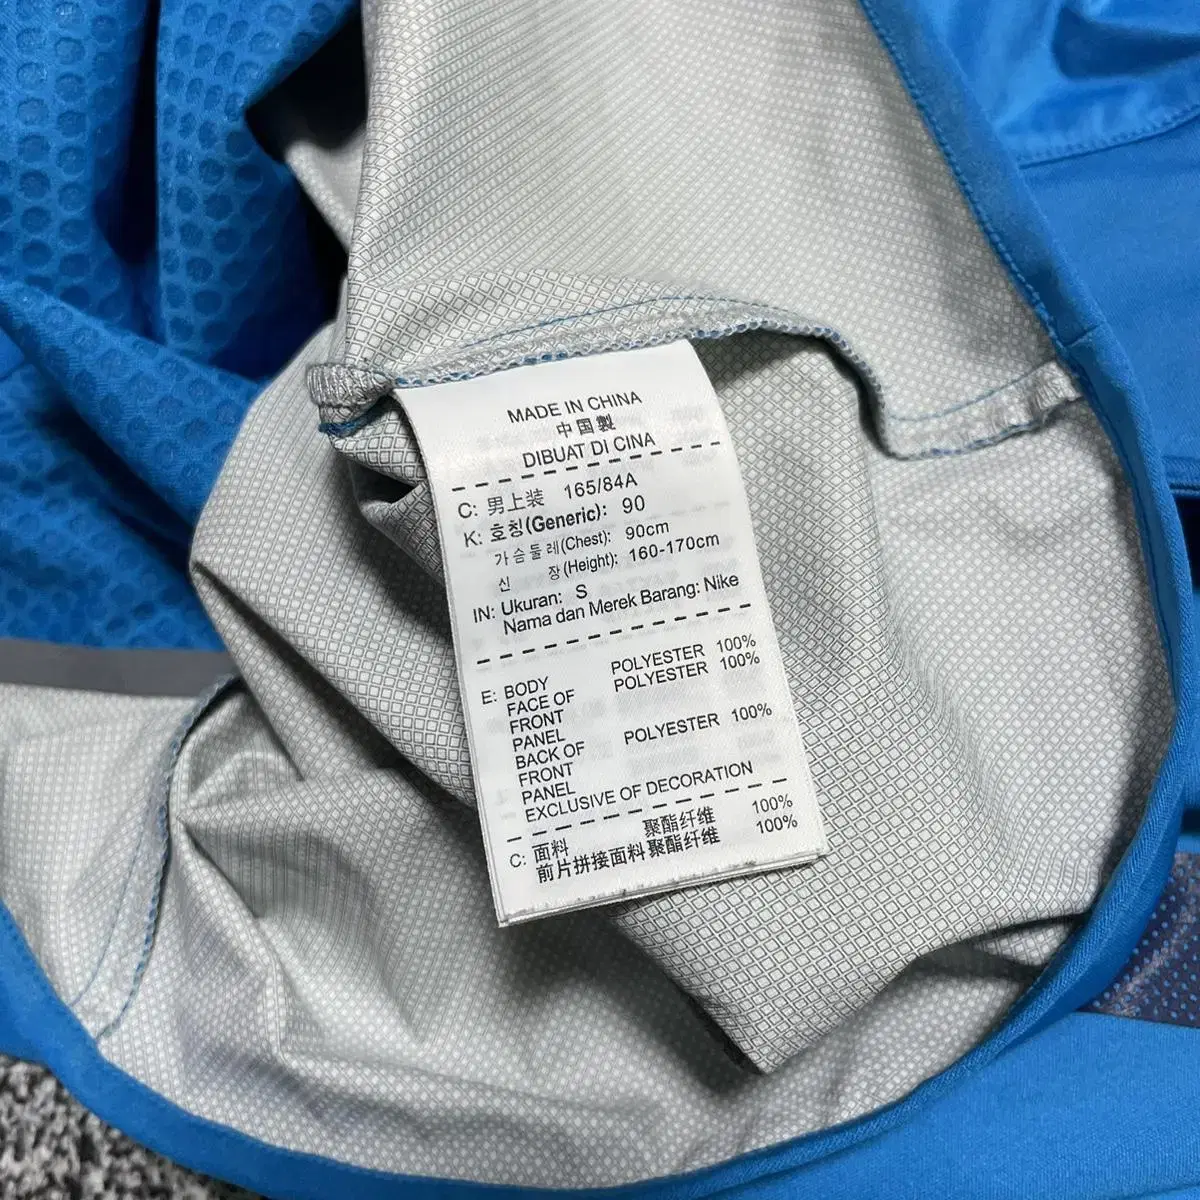 MADE IN CHINA
中国製
DIBUAT DI CINA
C: 男上装 165/84A
K: 호칭(Generic): 90
가슴둘레(Chest): 90cm
신 장(Height): 160-170cm
IN: Ukuran: S
Nama dan Merek Barang: Nike
E: BODY POLYESTER 100%
FACE OF POLYESTER 100%
FRONT
PANEL
BACK OF POLYESTER 100%
FRONT
PANEL
EXCLUSIVE OF DECORATION
C: 面料 聚酯纤维 100%
前片拼接面料 聚酯纤维 100%